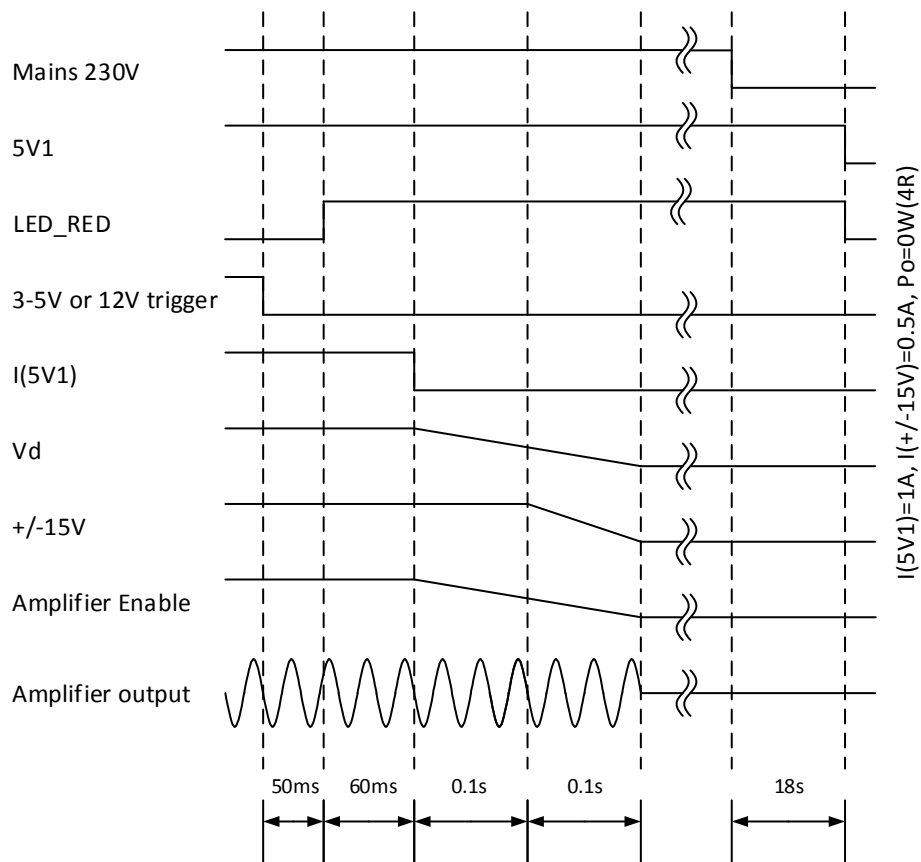 Mains 230V
5V1
LED_RED
3-5V or 12V trigger
I(5V1)
Vd
+/-15V
Amplifier Enable
Amplifier output
50ms
60ms
0.1s
0.1s
18s
I(5V1)=1A, I(+/-15V)=0.5A, Po=0W(4R)